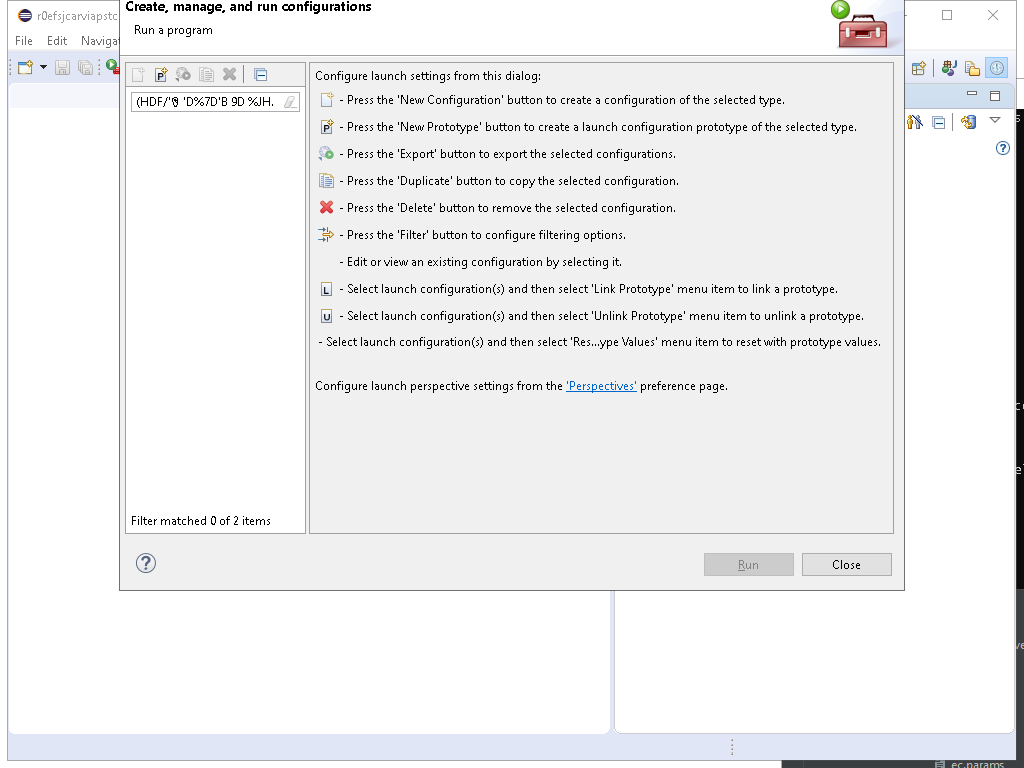 Create, manage, and run configurations
r0efsjcarviapstc
Run a program
File Edit Naviga
Configure launch settings from this dialog:
- Press the 'New Configuration' button to create a configuration of the selected type.
- Press the 'New Prototype' button to create a launch configuration prototype of the selected type.
- Press the 'Export' button to export the selected configurations.
- Press the 'Duplicate' button to copy the selected configuration.
- Press the 'Delete' button to remove the selected configuration.
- Press the 'Filter' button to configure filtering options.
- Edit or view an existing configuration by selecting it.
L - Select launch configuration(s) and then select 'Link Prototype' menu item to link a prototype.
U - Select launch configuration(s) and then select 'Unlink Prototype' menu item to unlink a prototype.
- Select launch configuration(s) and then select 'Res...ype Values' menu item to reset with prototype values.
Configure launch perspective settings from the 'Perspectives' preference page.
Filter matched 0 of 2 items
Run Close
ec.params